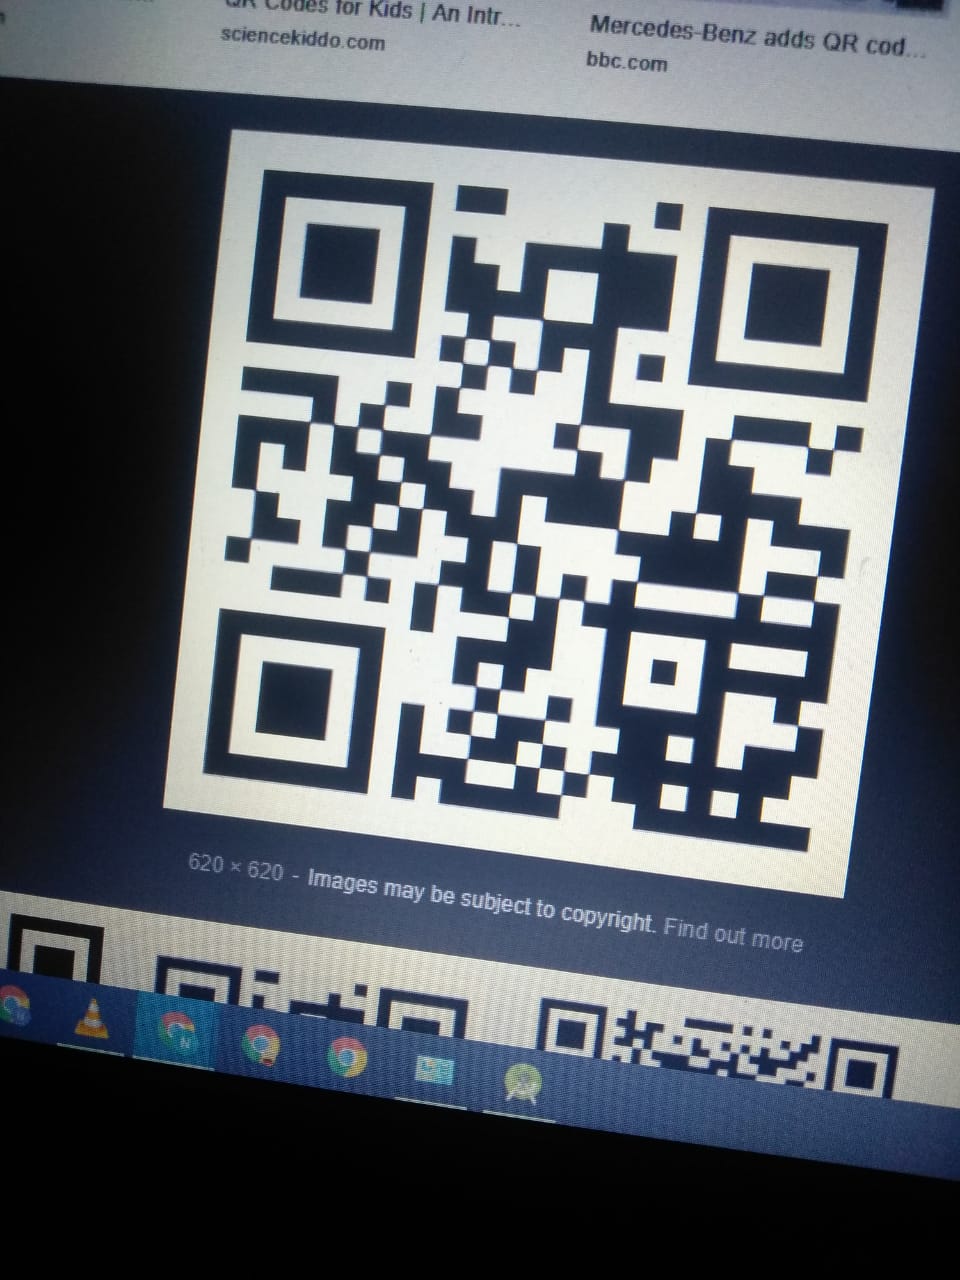 QR Codes for Kids | An Intr...
sciencekiddo.com
Mercedes-Benz adds QR cod...
bbc.com
620 × 620 - Images may be subject to copyright. Find out more
N